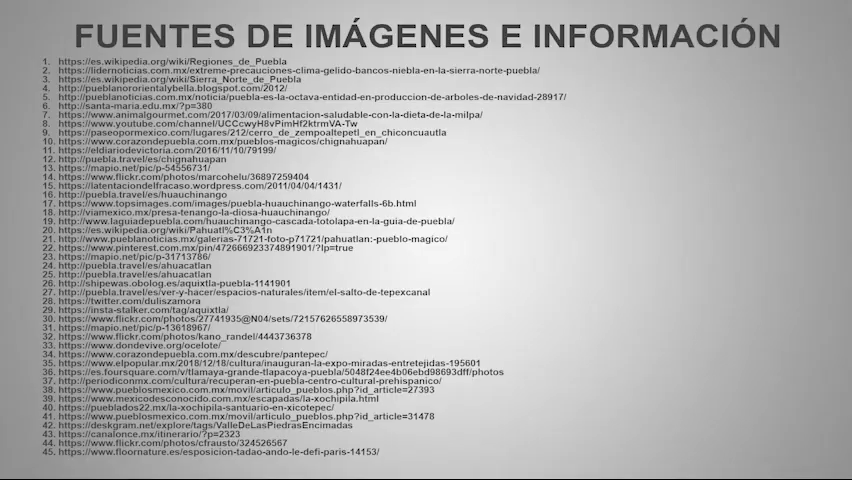 FUENTES DE IMÁGENES E INFORMACIÓN
1. https://es.wikipedia.org/wiki/Regiones_de_Puebla
2. https://lidernoticias.com.mx/extreme-precauciones-clima-gelido-bancos-niebla-en-la-sierra-norte-puebla/
3. https://es.wikipedia.org/wiki/Sierra_Norte_de_Puebla
4. http://pueblanororientalybella.blogspot.com/2012/
5. https://pueblanoticias.com.mx/noticia/puebla-es-la-octava-entidad-en-produccion-de-arboles-de-navidad-28917/
6. http://santa-maria.edu.mx/?p=380
7. https://www.animalgourmet.com/2017/03/09/alimentacion-saludable-con-la-dieta-de-la-milpa/
8. https://www.youtube.com/channel/UCCcwyH8vPimHf2ktrmVA-Tw
9. https://paseopormexico.com/lugares/212/cerro_de_zempoaltepetl_en_chiconcuautla
10. https://www.corazondepuebla.com.mx/pueblos-magicos/chignahuapan/
11. https://eldiariodevictoria.com/2016/11/10/79199/
12. http://puebla.travel/es/chignahuapan
13. https://mapio.net/pic/p-54556731/
14. https://www.flickr.com/photos/marcohelu/36897259404
15. https://latentaciondelfracaso.wordpress.com/2011/04/04/1431/
16. http://puebla.travel/es/huauchinango
17. https://www.topsimages.com/images/puebla-huauchinango-waterfalls-6b.html
18. http://viamexico.mx/presa-tenango-la-diosa-huauchinango/
19. http://www.laguiadepuebla.com/huauchinango-cascada-totolapa-en-la-guia-de-puebla/
20. https://es.wikipedia.org/wiki/Pahuatl%C3%A1n
21. http://www.pueblanoticias.mx/galerias-71721-foto-p71721/pahuatlan:-pueblo-magico/
22. https://www.pinterest.com.mx/pin/472666923374891901/?lp=true
23. https://mapio.net/pic/p-31713786/
24. http://puebla.travel/es/ahuacatlan
25. http://puebla.travel/es/ahuacatlan
26. http://shipewas.obolog.es/aquixtla-puebla-1141901
27. http://puebla.travel/es/ver-y-hacer/espacios-naturales/item/el-salto-de-tepexcanal
28. https://twitter.com/duliszamora
29. https://insta-stalker.com/tag/aquixtla/
30. https://www.flickr.com/photos/27741935@N04/sets/72157626558973539/
31. https://mapio.net/pic/p-13618967/
32. https://www.flickr.com/photos/kano_randel/4443736378
33. https://www.dondevive.org/ocelote/
34. https://www.corazondepuebla.com.mx/descubre/pantepec/
35. https://www.elpopular.mx/2018/12/18/cultura/inauguran-la-expo-miradas-entretejidas-195601
36. https://es.foursquare.com/v/tlamaya-grande-tlapacoya-puebla/5048f24ee4b06ebd98693dff/photos
37. http://periodiconmx.com/cultura/recuperan-en-puebla-centro-cultural-prehispanico/
38. https://www.pueblosmexico.com.mx/movil/articulo_pueblos.php?id_article=27393
39. https://www.mexicodesconocido.com.mx/escapadas/la-xochipila.html
40. https://pueblados22.mx/la-xochipila-santuario-en-xicotepec/
41. https://www.pueblosmexico.com.mx/movil/articulo_pueblos.php?id_article=31478
42. https://deskgram.net/explore/tags/ValleDeLasPiedrasEncimadas
43. https://canalonce.mx/itinerario/?p=2323
44. https://www.flickr.com/photos/cfrausto/324526567
45. https://www.floornature.es/esposicion-tadao-ando-le-defi-paris-14153/